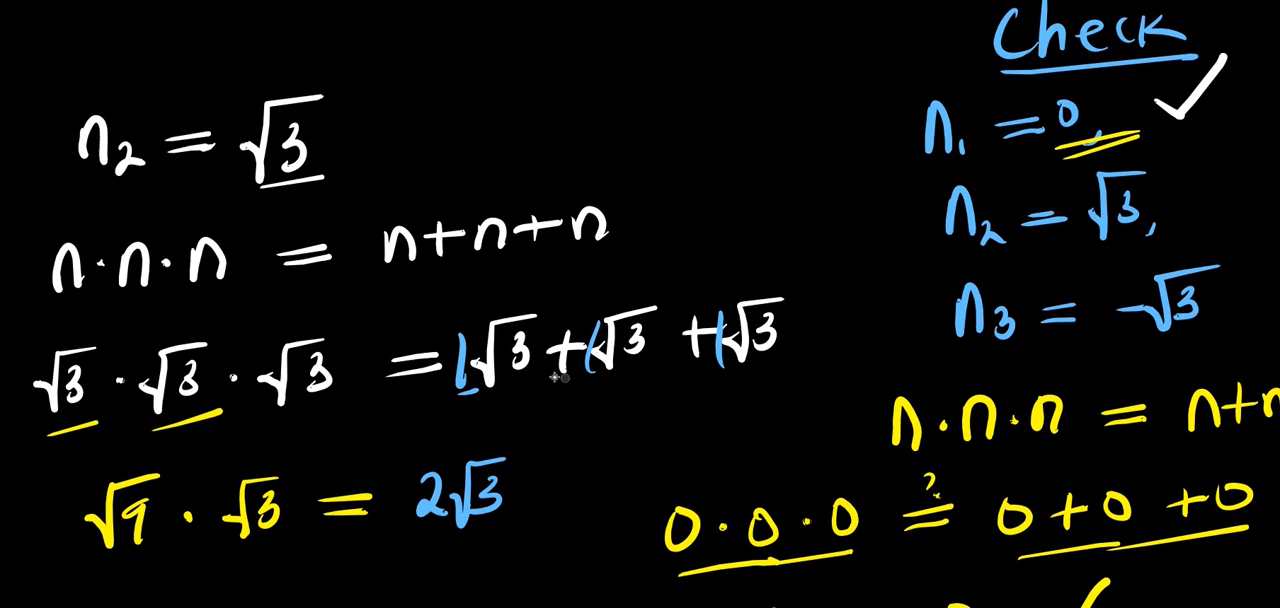 n₂ = √3
n·n·n = n+n+n
√3 · √3 · √3 = 1√3 + 1√3 + 1√3
√9 · √3 = 2√3
Check
n₁ = 0, ✓
n₂ = √3,
n₃ = -√3
n·n·n = n+n
0·0·0 ≟ 0+0+0